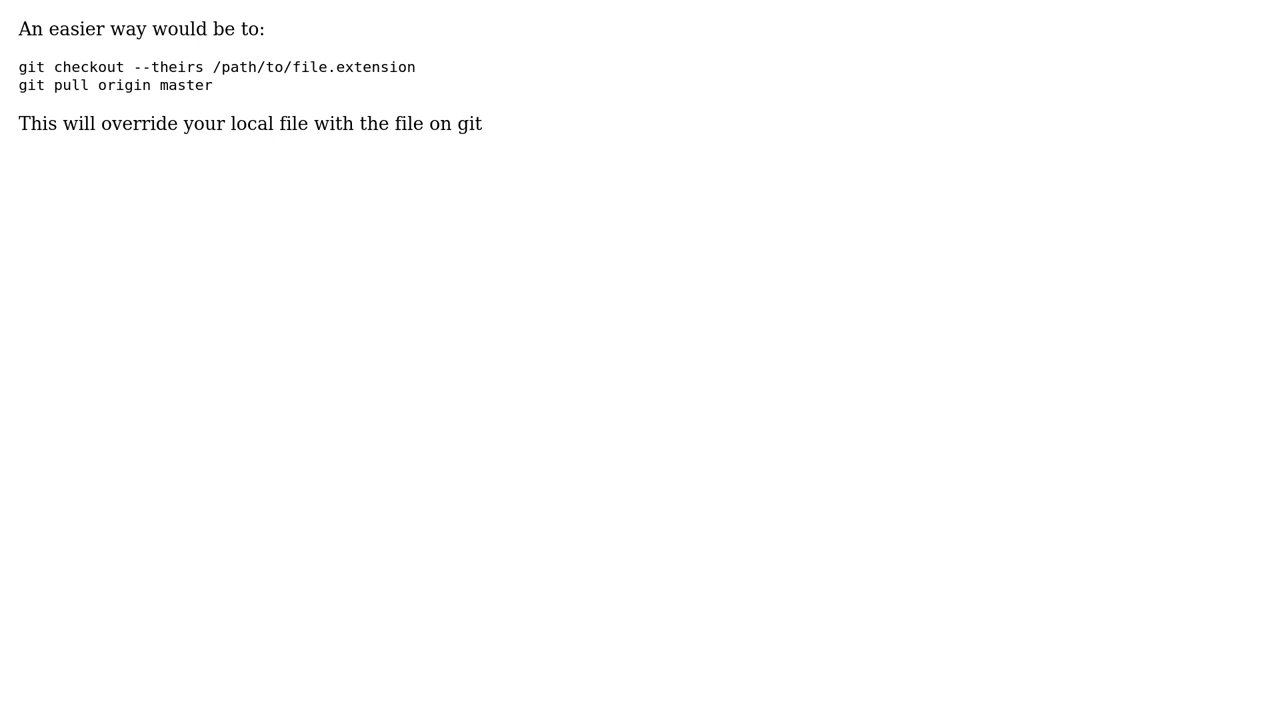 An easier way would be to:
git checkout --theirs /path/to/file.extension
git pull origin master
This will override your local file with the file on git